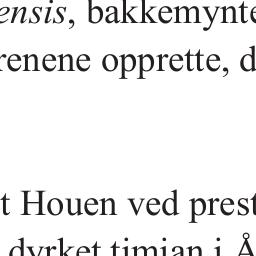 ensis, bakkemynte
renene opprette, d
t Houen ved prest
dyrket timian i Å